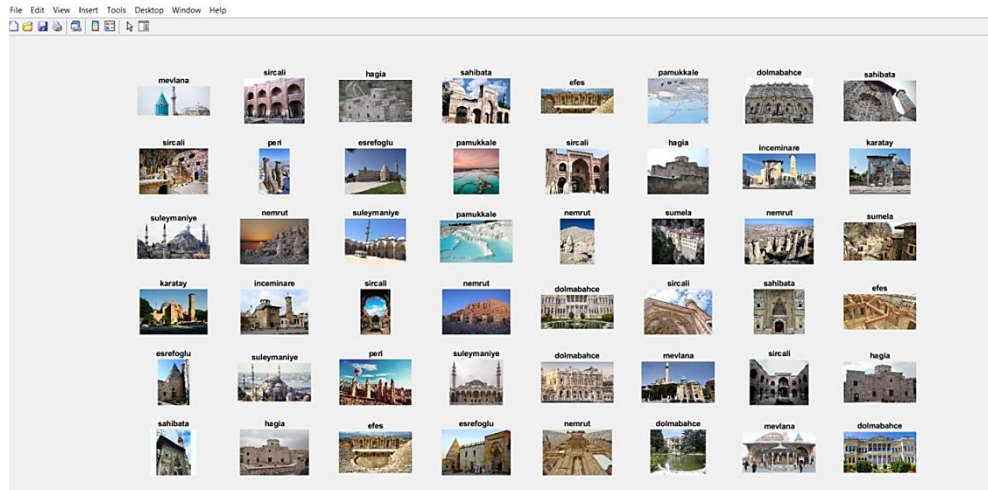 File Edit View Insert Tools Desktop Window Help
mevlana sircali hagia sahibata efes pamukkale dolmabahce sahibata
sircali peri esrefoglu pamukkale sircali hagia inceminare karatay
suleymaniye nemrut suleymaniye pamukkale nemrut sumela nemrut sumela
karatay inceminare sircali nemrut dolmabahce sircali sahibata efes
esrefoglu suleymaniye peri suleymaniye dolmabahce mevlana sircali hagia
sahibata hagia efes esrefoglu nemrut dolmabahce mevlana dolmabahce